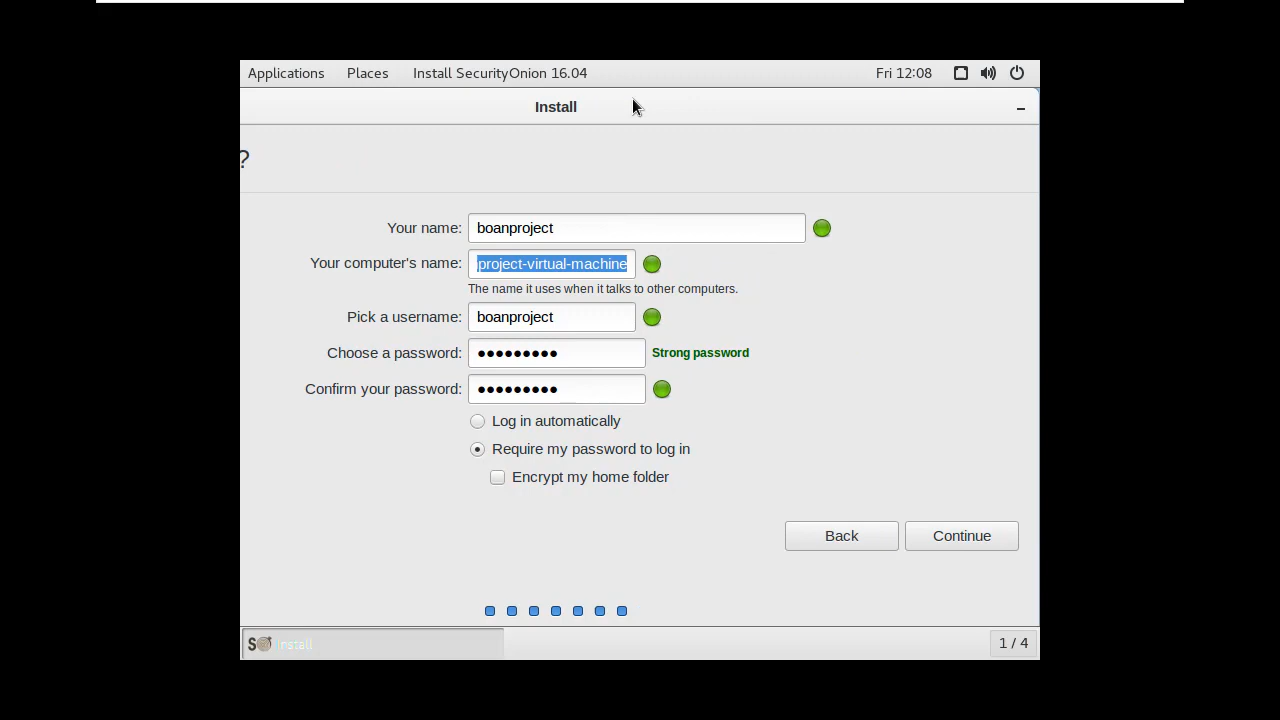 Applications Places Install SecurityOnion 16.04 Fri 12:08
Install
?
Your name: boanproject
Your computer's name: project-virtual-machine
The name it uses when it talks to other computers.
Pick a username: boanproject
Choose a password: ●●●●●●●●● Strong password
Confirm your password: ●●●●●●●●●
Log in automatically
Require my password to log in
Encrypt my home folder
Back Continue
Install 1 / 4